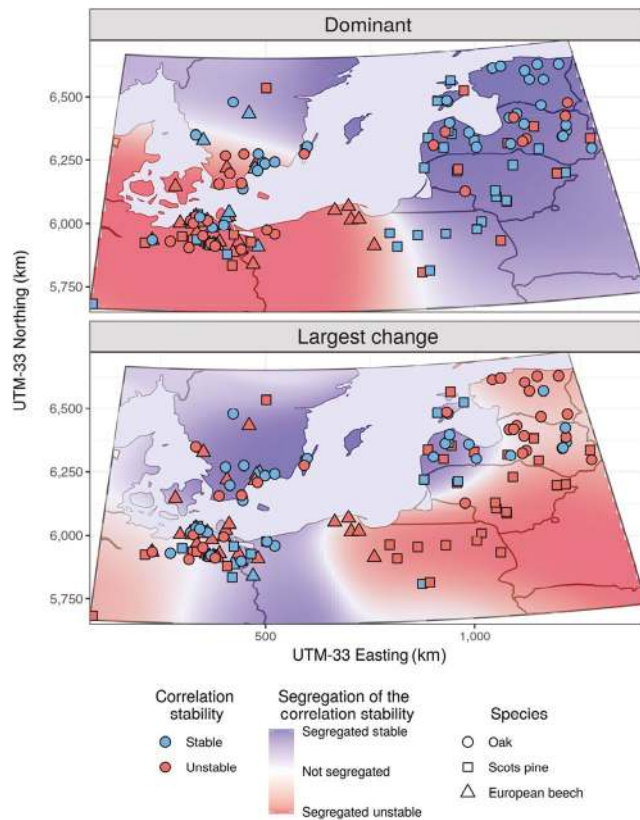 Dominant
6,500
6,250
6,000
5,750
Largest change
6,500
6,250
6,000
5,750
UTM-33 Northing (km)
500
1,000
UTM-33 Easting (km)
Correlation
stability
Stable
Unstable
Segregation of the
correlation stability
Segregated stable
Not segregated
Segregated unstable
Species
Oak
Scots pine
European beech